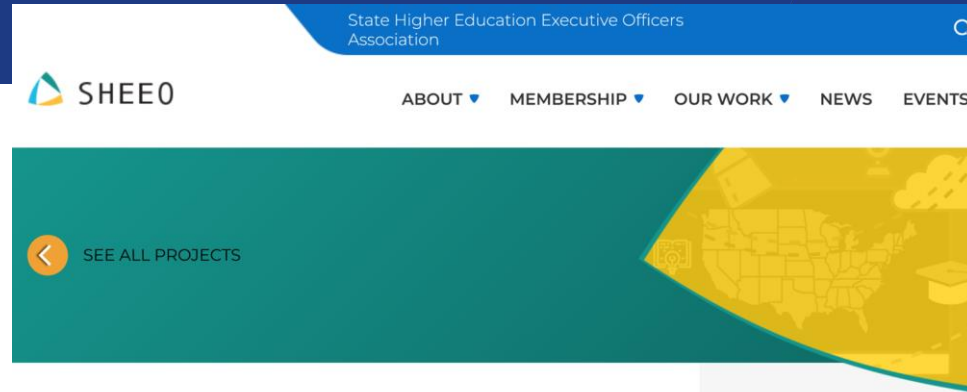 State Higher Education Executive Officers
Association
SHEEO
ABOUT MEMBERSHIP OUR WORK NEWS EVENTS
SEE ALL PROJECTS